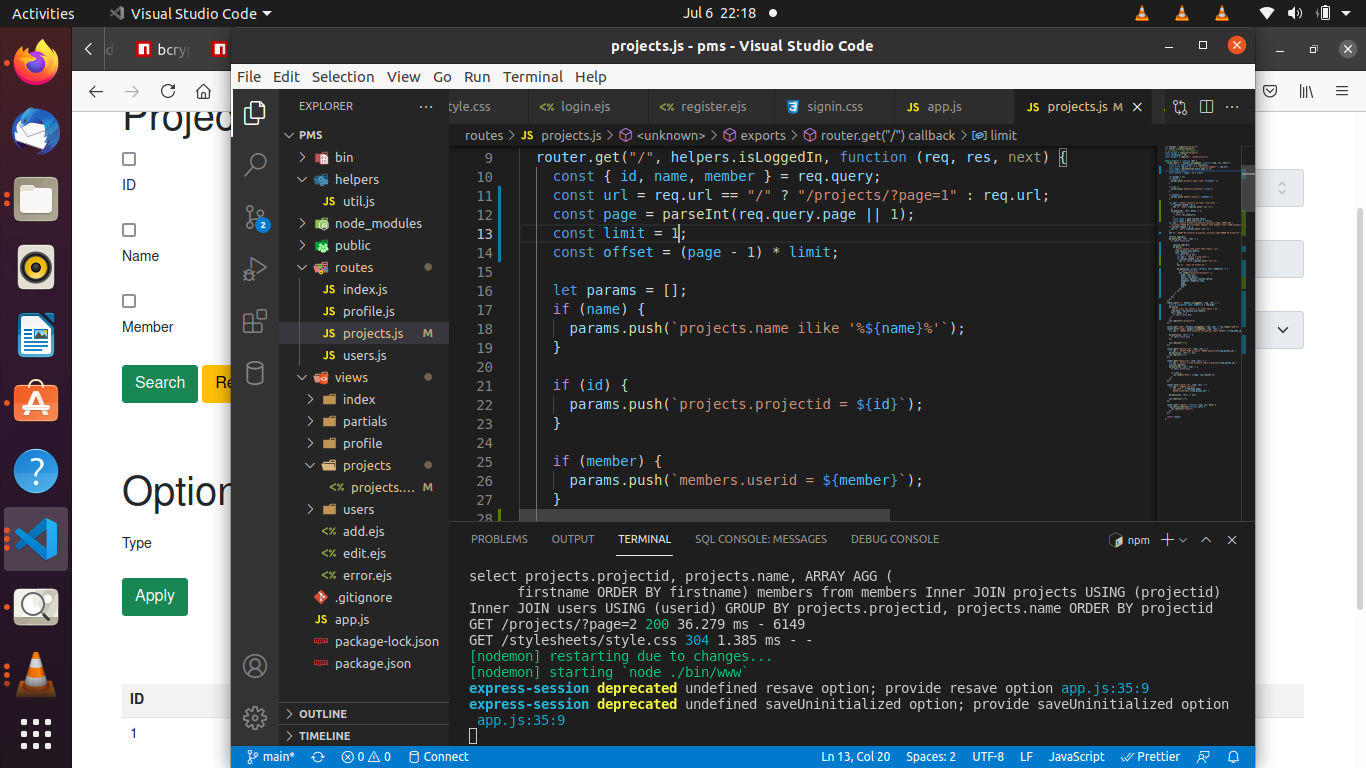 Activities
Visual Studio Code
Jul 6 22:18
projects.js - pms - Visual Studio Code
File Edit Selection View Go Run Terminal Help
EXPLORER
PMS
bin
helpers
util.js
node_modules
public
routes
index.js
profile.js
projects.js M
users.js
views
index
partials
profile
projects
projects.... M
users
add.ejs
edit.ejs
error.ejs
.gitignore
app.js
package-lock.json
package.json
OUTLINE
TIMELINE
tyle.css
login.ejs
register.ejs
signin.css
app.js
projects.js M
routes > projects.js > <unknown> > exports > router.get("/") callback > limit
9 router.get("/", helpers.isLoggedIn, function (req, res, next) {
10 const { id, name, member } = req.query;
11 const url = req.url == "/" ? "/projects/?page=1" : req.url;
12 const page = parseInt(req.query.page || 1);
13 const limit = 1;
14 const offset = (page - 1) * limit;
15
16 let params = [];
17 if (name) {
18 params.push(`projects.name ilike '%${name}%'`);
19 }
20
21 if (id) {
22 params.push(`projects.projectid = ${id}`);
23 }
24
25 if (member) {
26 params.push(`members.userid = ${member}`);
27 }
28
PROBLEMS OUTPUT TERMINAL SQL CONSOLE: MESSAGES DEBUG CONSOLE
npm
select projects.projectid, projects.name, ARRAY AGG (
firstname ORDER BY firstname) members from members Inner JOIN projects USING (projectid)
Inner JOIN users USING (userid) GROUP BY projects.projectid, projects.name ORDER BY projectid
GET /projects/?page=2 200 36.279 ms - 6149
GET /stylesheets/style.css 304 1.385 ms - -
[nodemon] restarting due to changes...
[nodemon] starting `node ./bin/www`
express-session deprecated undefined resave option; provide resave option app.js:35:9
express-session deprecated undefined saveUninitialized option; provide saveUninitialized option
app.js:35:9
2
main* 0 0 Connect
Ln 13, Col 20 Spaces: 2 UTF-8 LF JavaScript Prettier
d
bcry
Projec
ID
Name
Member
Search
Re
Option
Type
Apply
ID
1